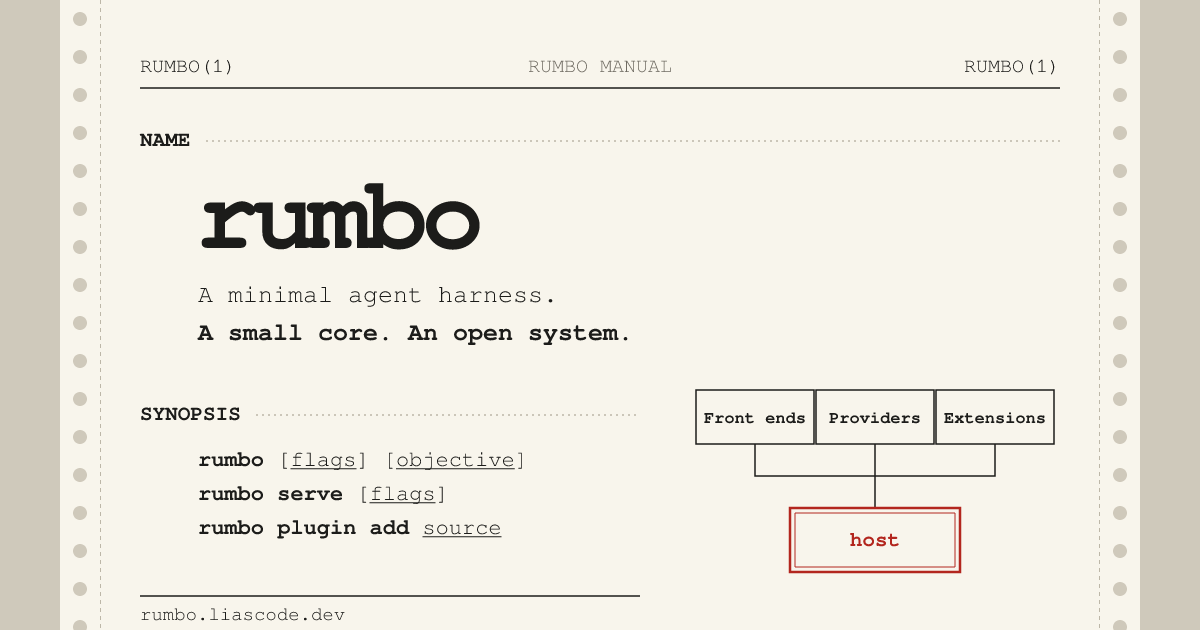 RUMBO(1) RUMBO MANUAL RUMBO(1)
NAME
rumbo
A minimal agent harness.
A small core. An open system.
SYNOPSIS
rumbo [flags] [objective]
rumbo serve [flags]
rumbo plugin add source
Front ends Providers Extensions
host
rumbo.liascode.dev